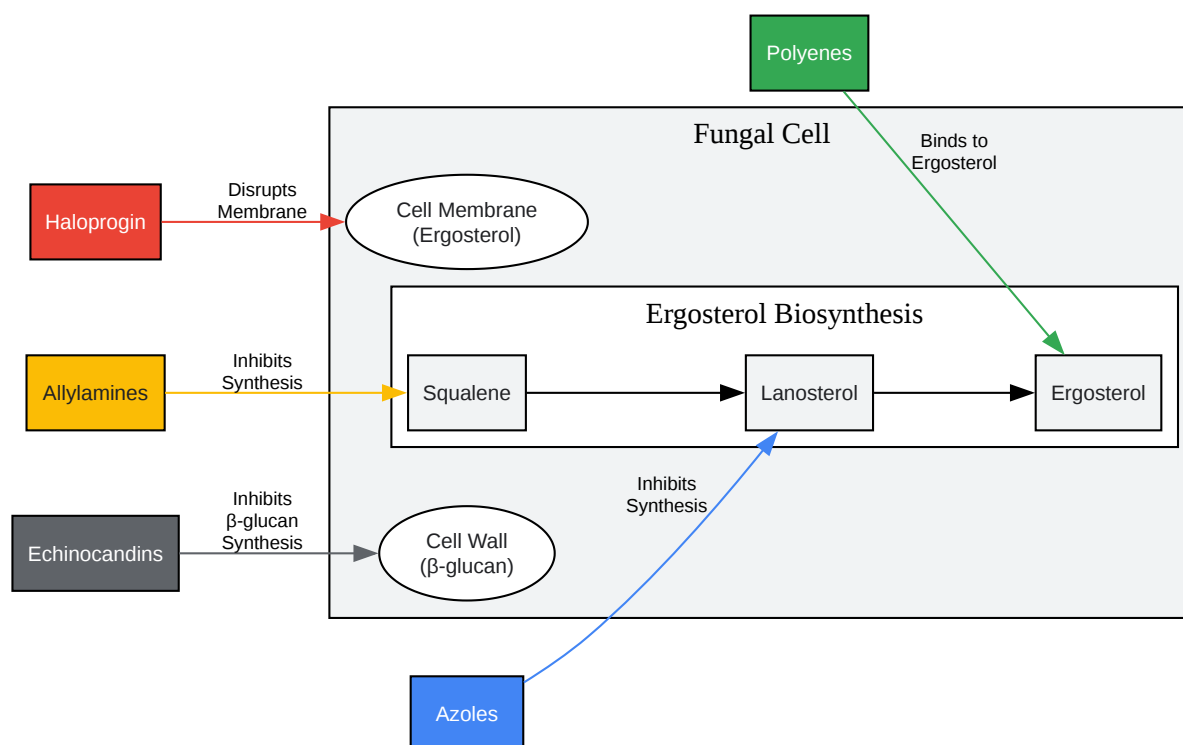 Polyenes
Fungal Cell
Binds to
Ergosterol
Disrupts
Membrane
Haloprogin
Cell Membrane
(Ergosterol)
Ergosterol Biosynthesis
Inhibits
Synthesis
Allylamines
Squalene
Lanosterol
Ergosterol
Inhibits
β-glucan
Synthesis
Echinocandins
Cell Wall
(β-glucan)
Inhibits
Synthesis
Azoles